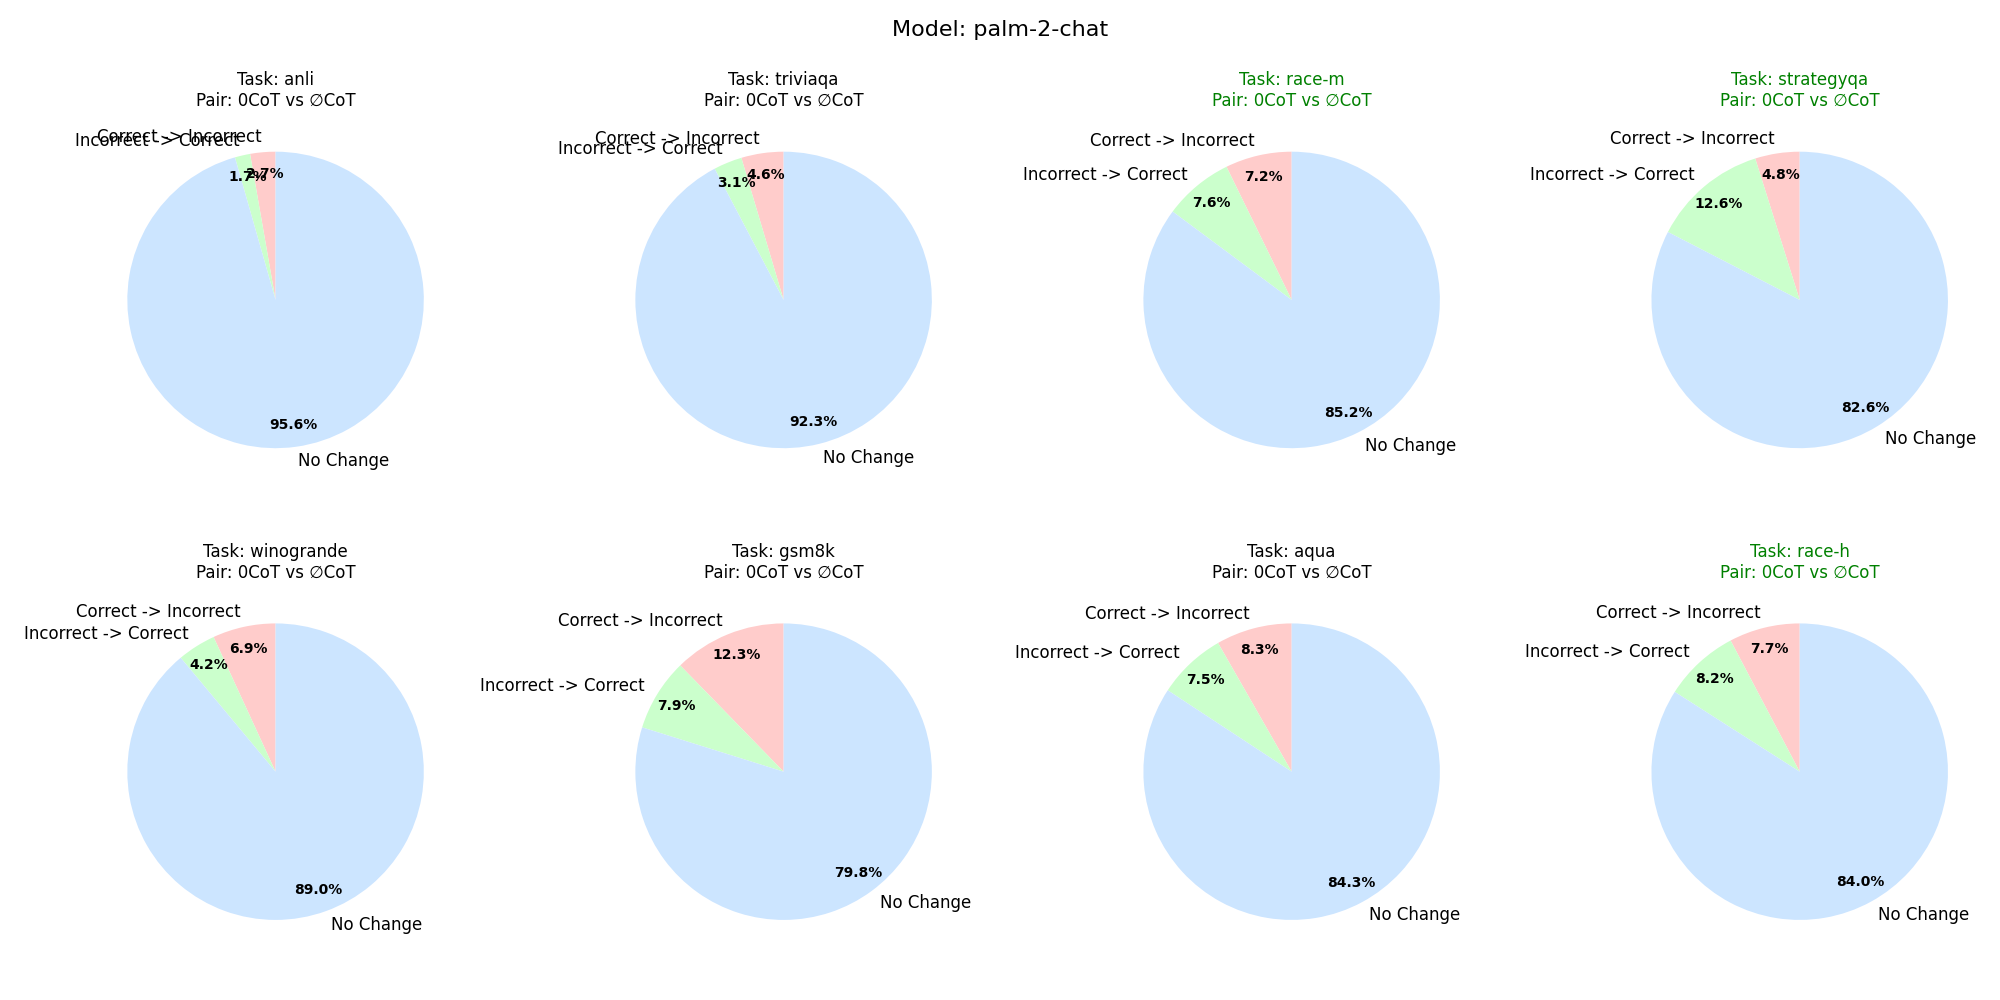 Model: palm-2-chat
Task: anli
Pair: 0CoT vs ∅CoT
Correct -> Incorrect
Incorrect -> Correct
1.7%
2.7%
95.6%
No Change
Task: triviaqa
Pair: 0CoT vs ∅CoT
Correct -> Incorrect
Incorrect -> Correct
4.6%
3.1%
92.3%
No Change
Task: race-m
Pair: 0CoT vs ∅CoT
Correct -> Incorrect
Incorrect -> Correct
7.2%
7.6%
85.2%
No Change
Task: strategyqa
Pair: 0CoT vs ∅CoT
Correct -> Incorrect
Incorrect -> Correct
4.8%
12.6%
82.6%
No Change
Task: winogrande
Pair: 0CoT vs ∅CoT
Correct -> Incorrect
Incorrect -> Correct
6.9%
4.2%
89.0%
No Change
Task: gsm8k
Pair: 0CoT vs ∅CoT
Correct -> Incorrect
Incorrect -> Correct
12.3%
7.9%
79.8%
No Change
Task: aqua
Pair: 0CoT vs ∅CoT
Correct -> Incorrect
Incorrect -> Correct
8.3%
7.5%
84.3%
No Change
Task: race-h
Pair: 0CoT vs ∅CoT
Correct -> Incorrect
Incorrect -> Correct
7.7%
8.2%
84.0%
No Change